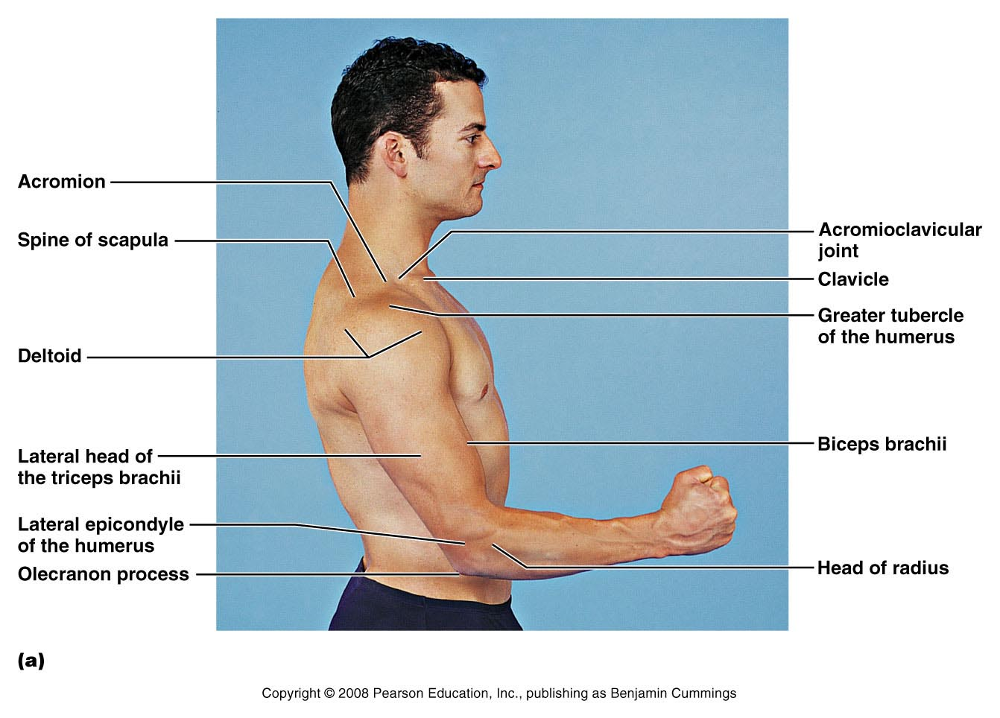 Acromion
Spine of scapula
Deltoid
Lateral head of
the triceps brachii
Lateral epicondyle
of the humerus
Olecranon process
Acromioclavicular
joint
Clavicle
Greater tubercle
of the humerus
Biceps brachii
Head of radius
(a)
Copyright © 2008 Pearson Education, Inc., publishing as Benjamin Cummings